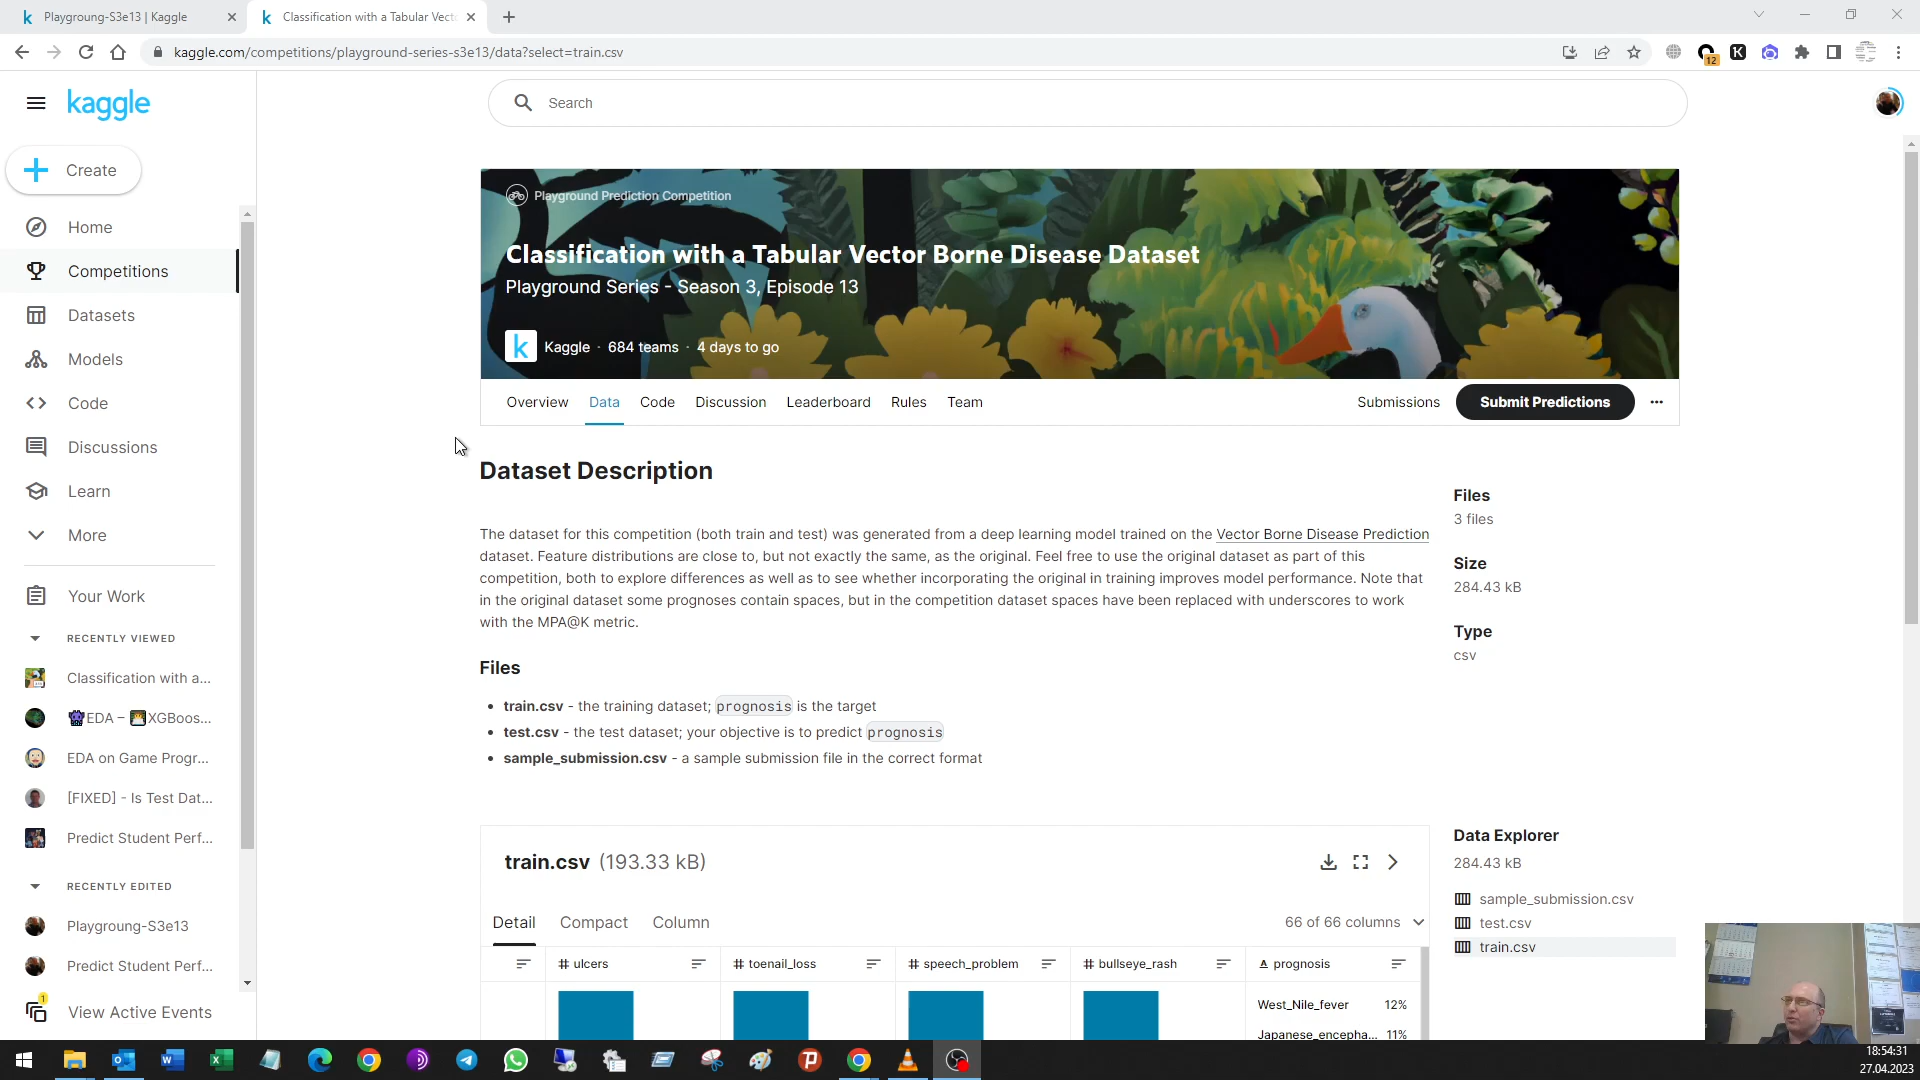 Playgroung-S3e13 | Kaggle
Classification with a Tabular Vect
kaggle.com/competitions/playground-series-s3e13/data?select=train.csv
12
kaggle
Search
Create
Home
Competitions
Datasets
Models
Code
Discussions
Learn
More
Your Work
RECENTLY VIEWED
Classification with a...
EDA – XGBoos...
EDA on Game Progr...
[FIXED] - Is Test Dat...
Predict Student Perf...
RECENTLY EDITED
Playgroung-S3e13
Predict Student Perf...
1
View Active Events
Playground Prediction Competition
Classification with a Tabular Vector Borne Disease Dataset
Playground Series - Season 3, Episode 13
k Kaggle · 684 teams · 4 days to go
Overview Data Code Discussion Leaderboard Rules Team Submissions Submit Predictions
Dataset Description
The dataset for this competition (both train and test) was generated from a deep learning model trained on the Vector Borne Disease Prediction
dataset. Feature distributions are close to, but not exactly the same, as the original. Feel free to use the original dataset as part of this
competition, both to explore differences as well as to see whether incorporating the original in training improves model performance. Note that
in the original dataset some prognoses contain spaces, but in the competition dataset spaces have been replaced with underscores to work
with the MPA@K metric.
Files
• train.csv - the training dataset; prognosis is the target
• test.csv - the test dataset; your objective is to predict prognosis
• sample_submission.csv - a sample submission file in the correct format
Files
3 files
Size
284.43 kB
Type
csv
train.csv (193.33 kB)
Detail Compact Column 66 of 66 columns
# ulcers # toenail_loss # speech_problem # bullseye_rash A prognosis
West_Nile_fever 12%
Japanese_encepha... 11%
Data Explorer
284.43 kB
sample_submission.csv
test.csv
train.csv
18:54:31
27.04.2023